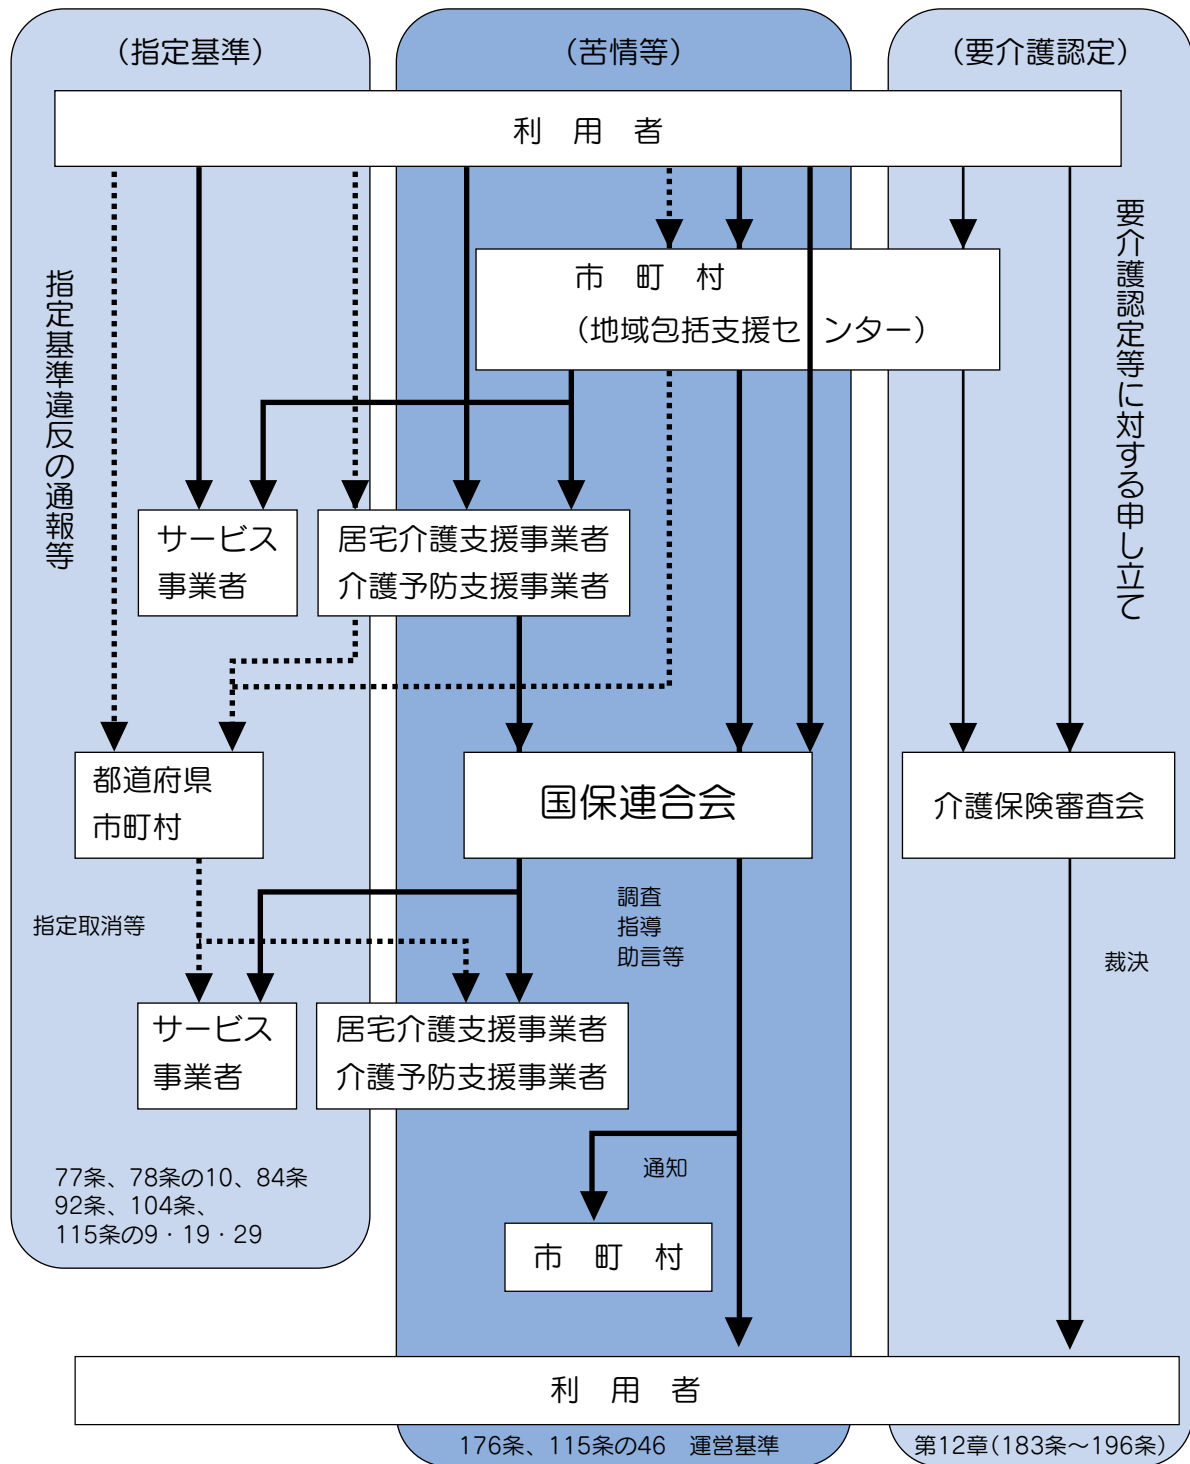 （指定基準）
（苦情等）
（要介護認定）
利　用　者
指定基準違反の通報等
要介護認定等に対する申し立て
市　町　村
（地域包括支援センター）
サービス
事業者
居宅介護支援事業者
介護予防支援事業者
都道府県
市町村
国保連合会
介護保険審査会
指定取消等
調査
指導
助言等
裁決
サービス
事業者
居宅介護支援事業者
介護予防支援事業者
通知
77条、78条の10、84条
92条、104条、
115条の9・19・29
市　町　村
利　用　者
176条、115条の46　運営基準
第12章(183条～196条)